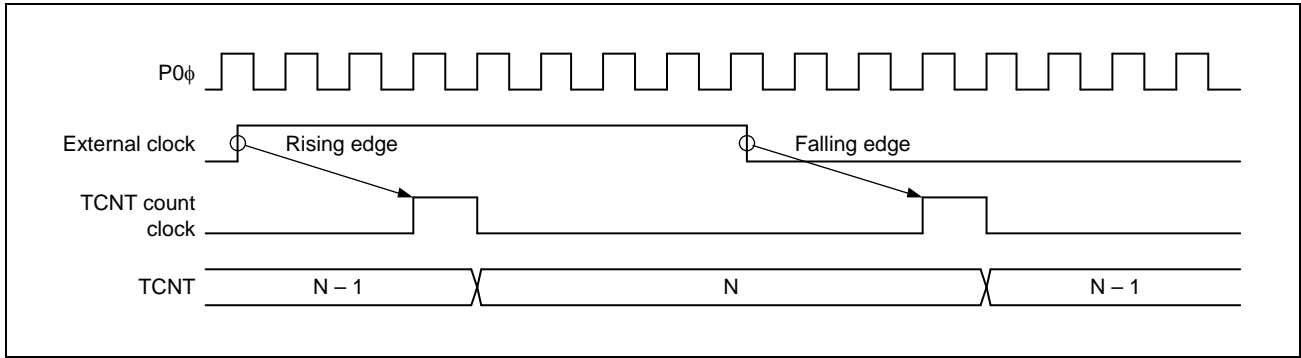 P0ϕ
External clock
Rising edge
Falling edge
TCNT count
clock
TCNT
N – 1
N
N – 1